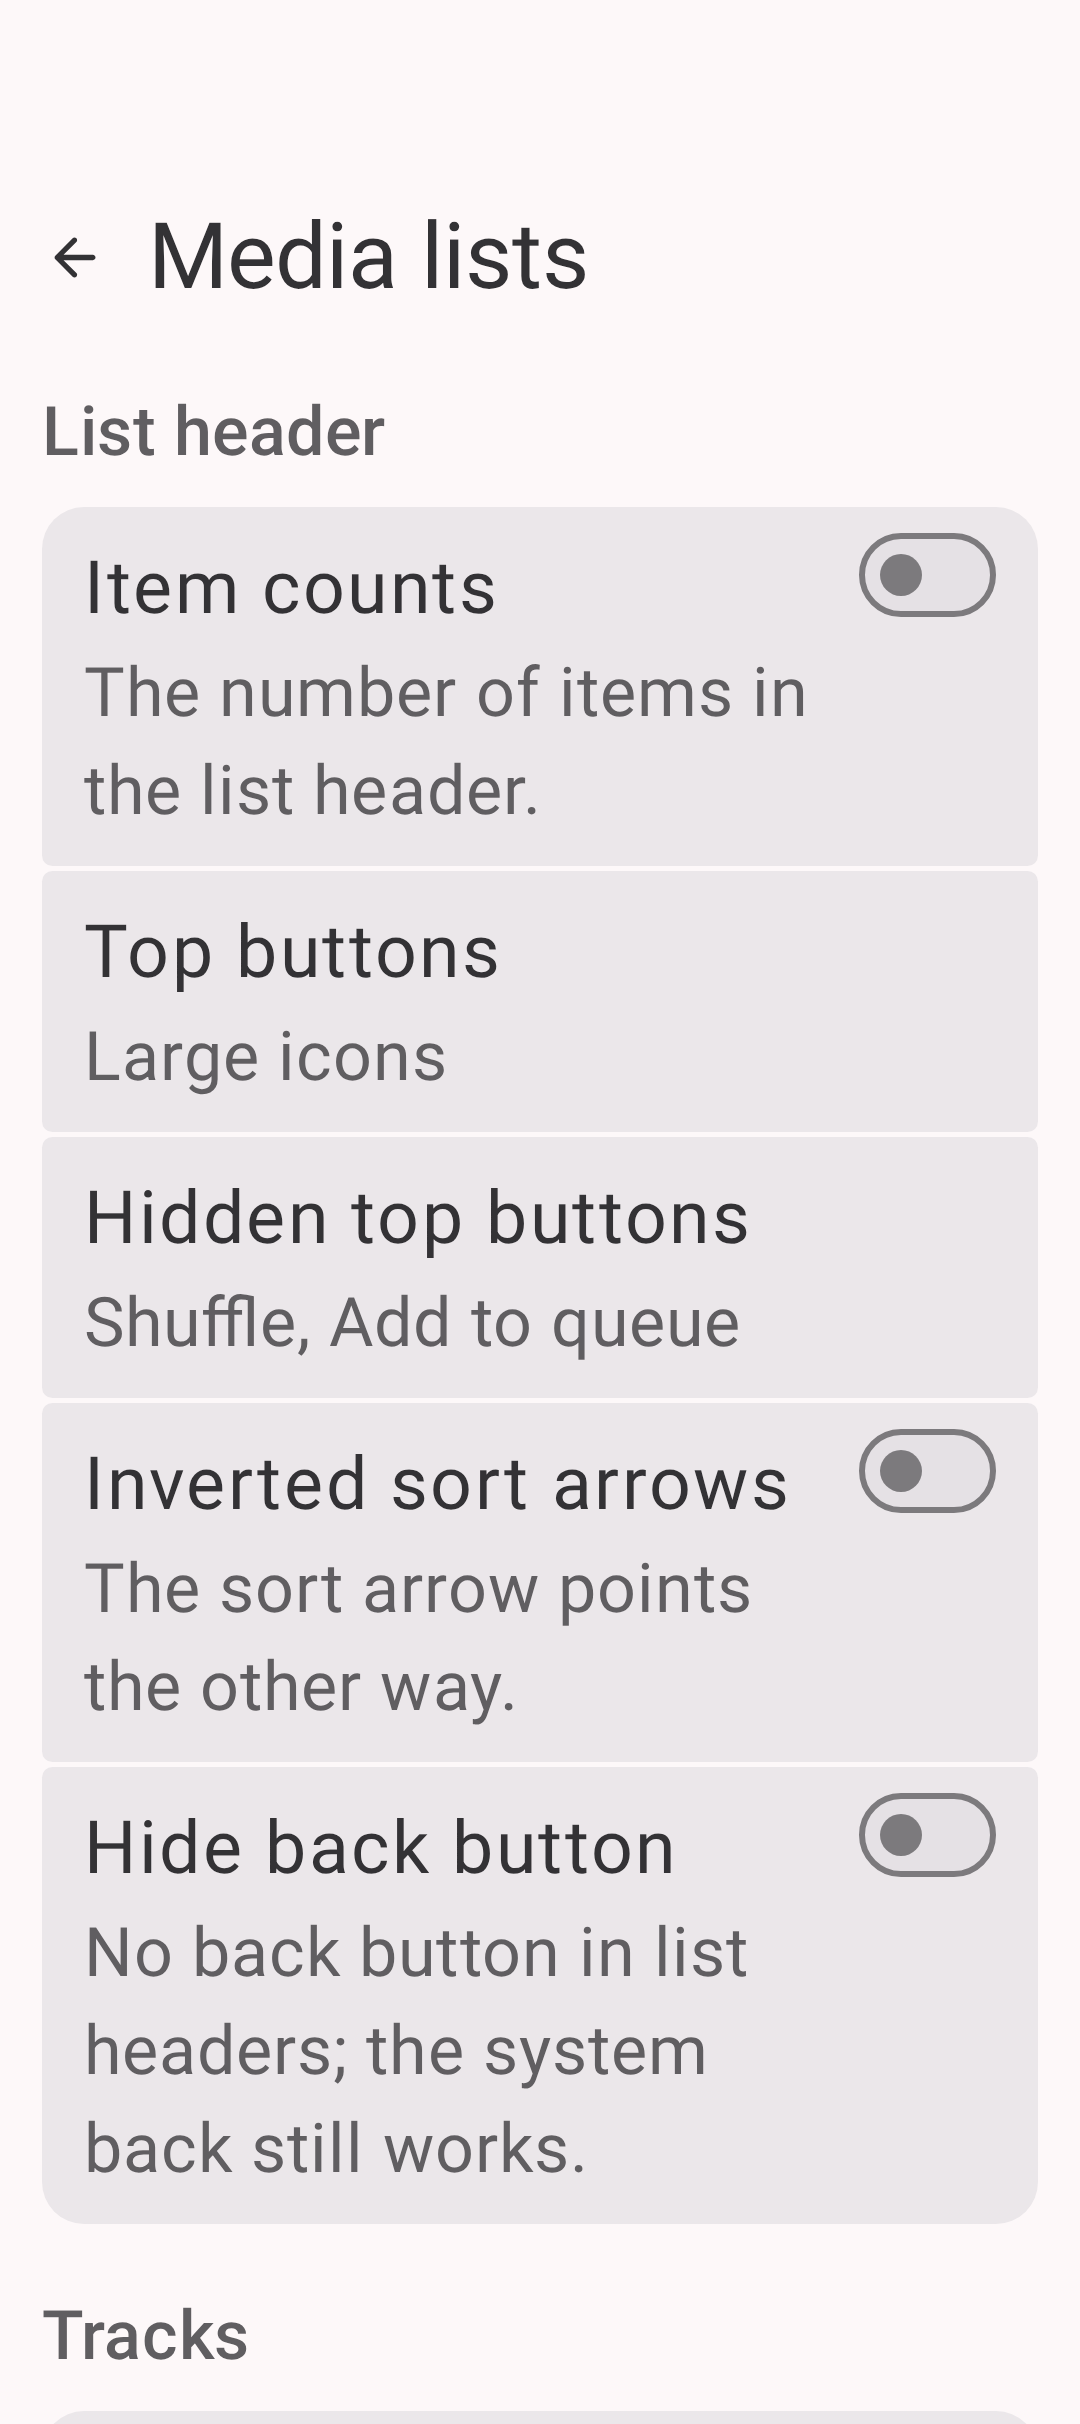 Media lists
List header
Item counts
The number of items in
the list header.
Top buttons
Large icons
Hidden top buttons
Shuffle, Add to queue
Inverted sort arrows
The sort arrow points
the other way.
Hide back button
No back button in list
headers; the system
back still works.
Tracks